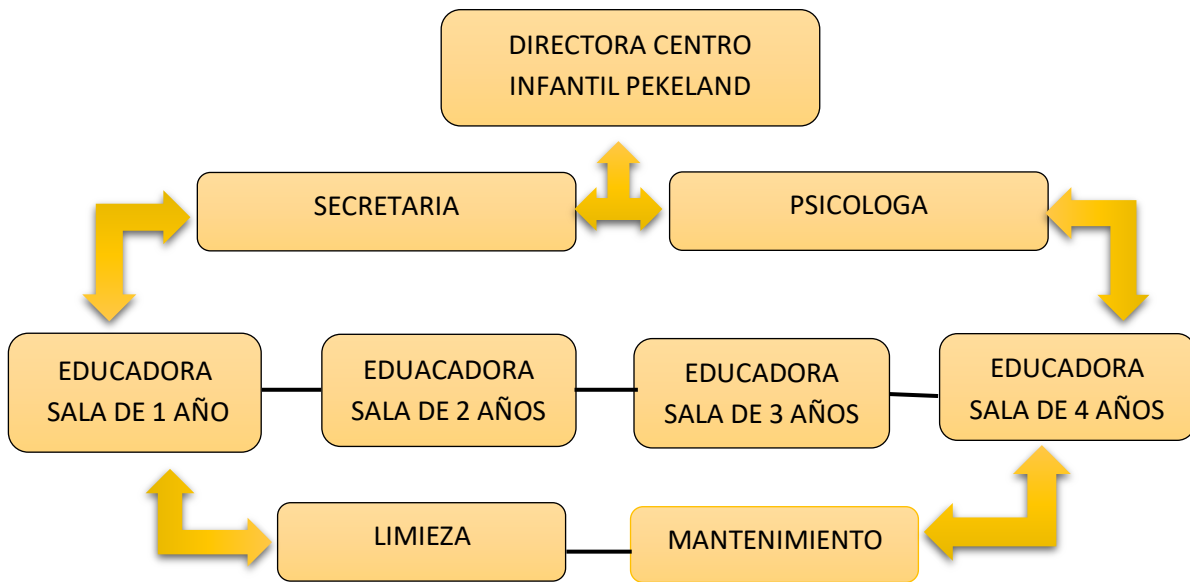 DIRECTORA CENTRO
INFANTIL PEKELAND
SECRETARIA
PSICOLOGA
EDUCADORA
SALA DE 1 AÑO
EDUACADORA
SALA DE 2 AÑOS
EDUCADORA
SALA DE 3 AÑOS
EDUCADORA
SALA DE 4 AÑOS
LIMIEZA
MANTENIMIENTO